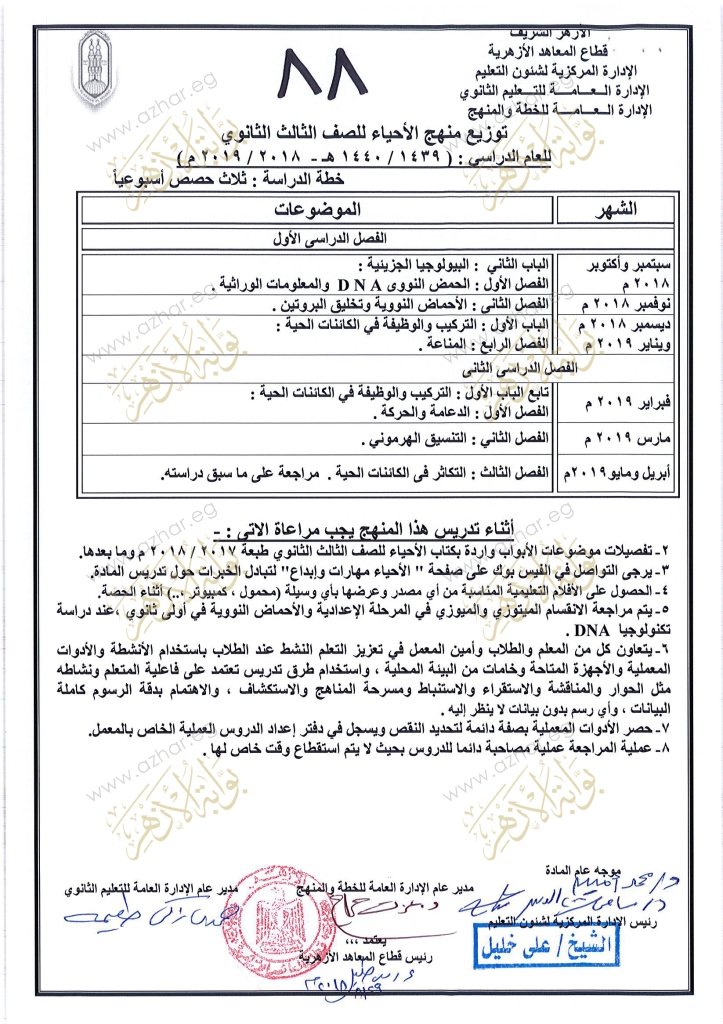 الأزهر الشريف
قطاع المعاهد الأزهرية
الإدارة المركزية لشئون التعليم
الإدارة العـــامـــة للتعليم الثانوي
الإدارة العـــامـــة للخطة والمنهج
٨٨
توزيع منهج الأحياء للصف الثالث الثانوي
للعام الدراسي : ( ١٤٣٩ / ١٤٤٠ هـ - ٢٠١٨ / ٢٠١٩ م )
خطة الدراسة : ثلاث حصص أسبوعياً
الشهر الموضوعات
الفصل الدراسى الأول
سبتمبر وأكتوبر ٢٠١٨ م
الباب الثاني : البيولوجيا الجزيئية :
الفصل الأول : الحمض النووى DNA والمعلومات الوراثية .
نوفمبر ٢٠١٨ م الفصل الثانى : الأحماض النووية وتخليق البروتين .
ديسمبر ٢٠١٨ م ويناير ٢٠١٩ م
الباب الأول : التركيب والوظيفة في الكائنات الحية :
الفصل الرابع : المناعة .
الفصل الدراسى الثانى
فبراير ٢٠١٩ م
تابع الباب الأول : التركيب والوظيفة في الكائنات الحية :
الفصل الأول : الدعامة والحركة .
مارس ٢٠١٩ م الفصل الثاني : التنسيق الهرموني .
أبريل ومايو ٢٠١٩م الفصل الثالث : التكاثر فى الكائنات الحية . مراجعة على ما سبق دراسته.
أثناء تدريس هذا المنهج يجب مراعاة الاتى : -
٢- تفصيلات موضوعات الأبواب واردة بكتاب الأحياء للصف الثالث الثانوي طبعة ٢٠١٧ / ٢٠١٨ م وما بعدها.
٣- يرجى التواصل في الفيس بوك على صفحة " الأحياء مهارات وإبداع" لتبادل الخبرات حول تدريس المادة.
٤- الحصول على الأفلام التعليمية المناسبة من أي مصدر وعرضها بأي وسيلة (محمول ، كمبيوتر ،..) أثناء الحصة.
٥- يتم مراجعة الانقسام الميتوزي والميوزي في المرحلة الإعدادية والأحماض النووية في أولى ثانوي ،عند دراسة
تكنولوجيا DNA .
٦- يتعاون كل من المعلم والطلاب وأمين المعمل في تعزيز التعلم النشط عند الطلاب باستخدام الأنشطة والأدوات
المعملية والأجهزة المتاحة وخامات من البيئة المحلية ، واستخدام طرق تدريس تعتمد على فاعلية المتعلم ونشاطه
مثل الحوار والمناقشة والاستقراء والاستنباط ومسرحة المناهج والاستكشاف ، والاهتمام بدقة الرسوم كاملة
البيانات ، وأي رسم بدون بيانات لا ينظر إليه .
٧- حصر الأدوات المعملية بصفة دائمة لتحديد النقص ويسجل في دفتر إعداد الدروس العملية الخاص بالمعمل.
٨- عملية المراجعة عملية مصاحبة دائما للدروس بحيث لا يتم استقطاع وقت خاص لها .
موجه عام المادة
مدير عام الإدارة العامة للخطة والمنهج
مدير عام الإدارة العامة للتعليم الثانوي
رئيس الإدارة المركزية لشئون التعليم
الشيخ / على خليل
يعتمد ،،،
رئيس قطاع المعاهد الأزهرية
www.azhar.eg
بوابة الأزهر